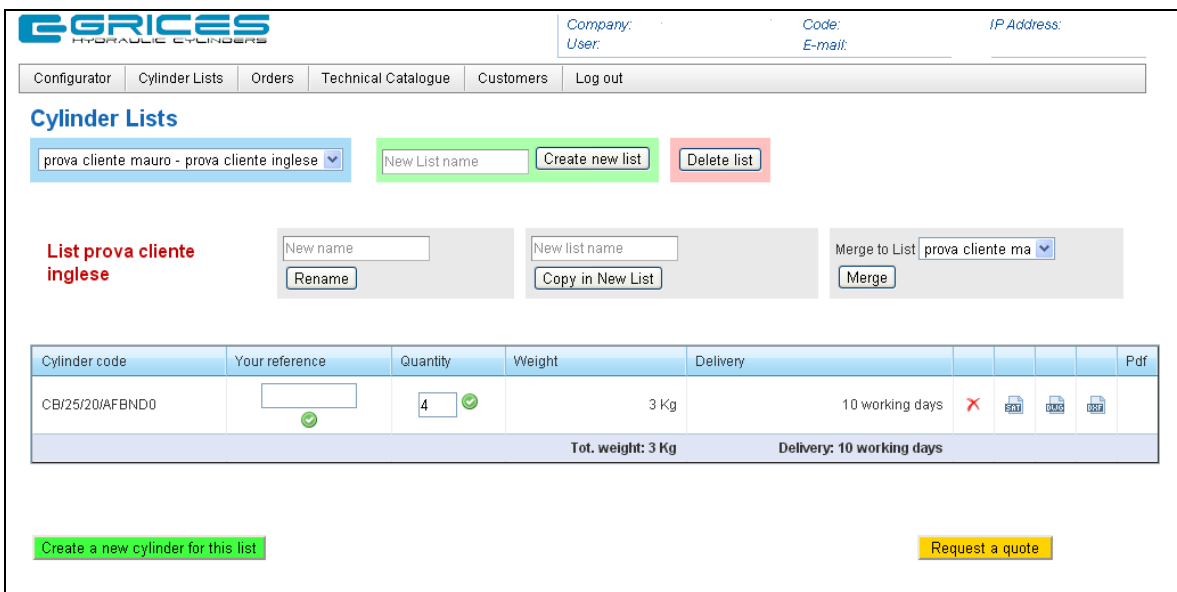 GRICES
HYDRAULIC CYLINDERS
Company: Code: IP Address:
User: E-mail:
Configurator Cylinder Lists Orders Technical Catalogue Customers Log out
Cylinder Lists
prova cliente mauro - prova cliente inglese New List name Create new list Delete list
List prova cliente inglese
New name
Rename
New list name
Copy in New List
Merge to List prova cliente ma
Merge
Cylinder code Your reference Quantity Weight Delivery Pdf
CB/25/20/AFBND0 4 3 Kg 10 working days SAT DWG DXF
Tot. weight: 3 Kg Delivery: 10 working days
Create a new cylinder for this list Request a quote